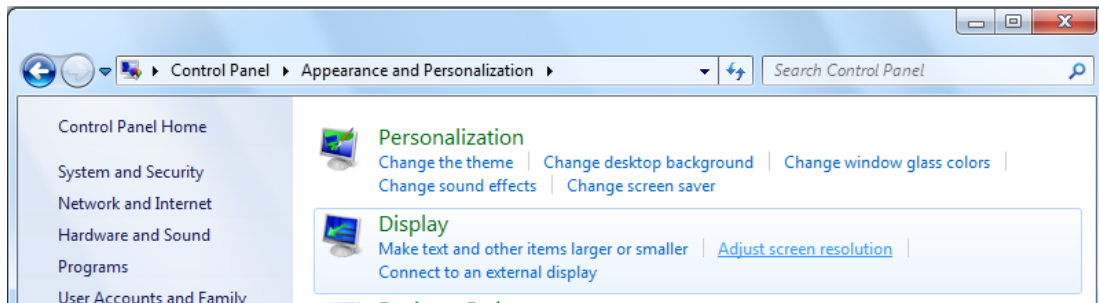 Control Panel Appearance and Personalization Search Control Panel
Control Panel Home
System and Security
Network and Internet
Hardware and Sound
Programs
User Accounts and Family
Personalization
Change the theme Change desktop background Change window glass colors
Change sound effects Change screen saver
Display
Make text and other items larger or smaller Adjust screen resolution
Connect to an external display